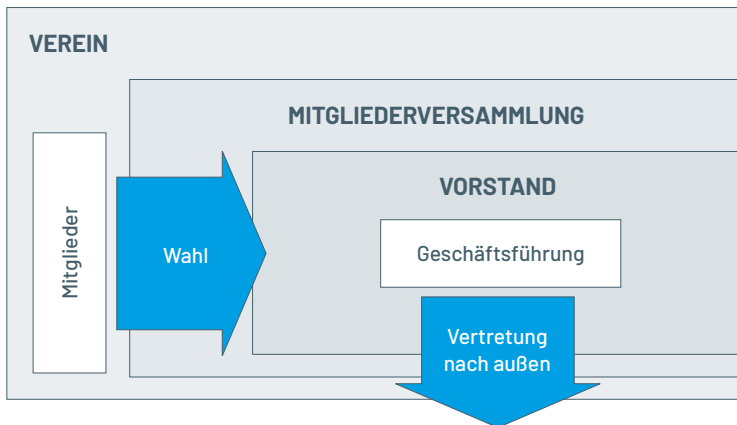 VEREIN
MITGLIEDERVERSAMMLUNG
VORSTAND
Mitglieder
Wahl
Geschäftsführung
Vertretung
nach außen